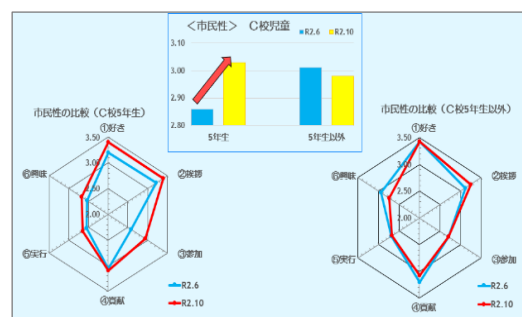 ＜市民性＞ C校児童
R2.6 R2.10
3.10
3.00
2.90
2.80
5年生 5年生以外
市民性の比較（C校5年生）
①好き
3.50
3.00
2.50
2.00
②挨拶
③参加
④貢献
⑤実行
⑥興味
R2.6
R2.10
市民性の比較（C校5年生以外）
①好き
3.50
3.00
2.50
2.00
②挨拶
③参加
④貢献
⑤実行
⑥興味
R2.6
R2.10